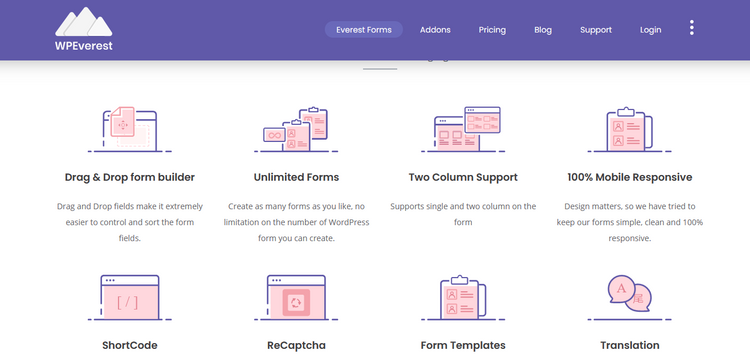 WPEverest
Everest Forms Addons Pricing Blog Support Login
Drag & Drop form builder
Drag and Drop fields make it extremely
easier to control and sort the form
fields.
Unlimited Forms
Create as many forms as you like, no
limitation on the number of WordPress
form you can create.
Two Column Support
Supports single and two column on the
form
100% Mobile Responsive
Design matters, so we have tried to
keep our forms simple, clean and 100%
responsive.
[ / ]
A
ShortCode
ReCaptcha
Form Templates
Translation